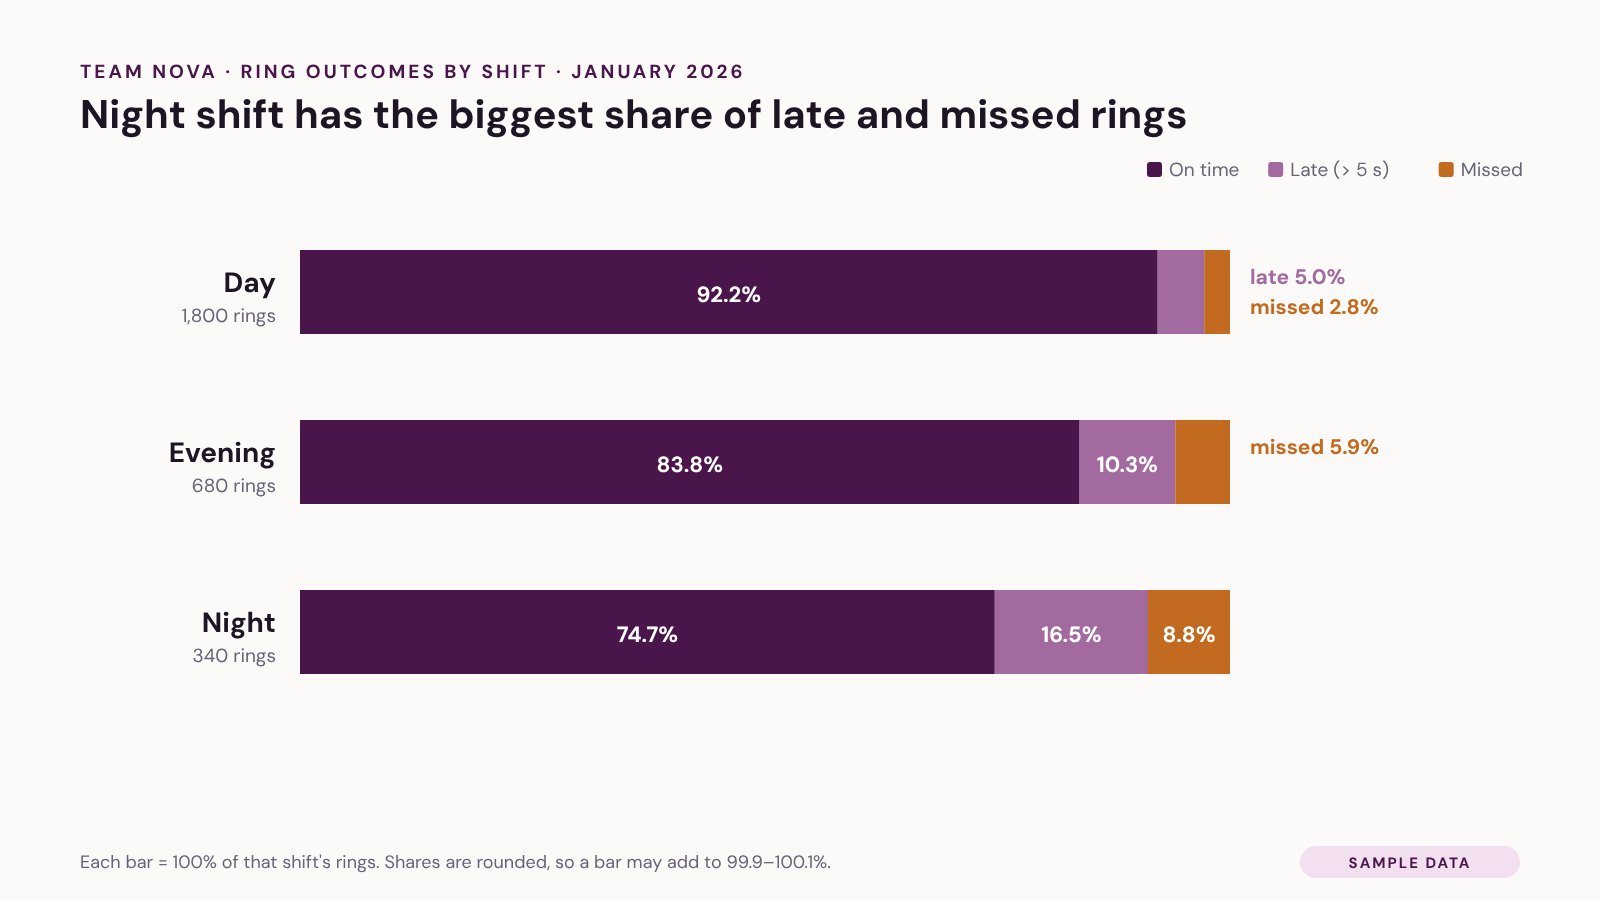 TEAM NOVA · RING OUTCOMES BY SHIFT · JANUARY 2026
Night shift has the biggest share of late and missed rings
On time
Late (> 5 s)
Missed
Day
1,800 rings
92.2%
late 5.0%
missed 2.8%
Evening
680 rings
83.8%
10.3%
missed 5.9%
Night
340 rings
74.7%
16.5%
8.8%
Each bar = 100% of that shift's rings. Shares are rounded, so a bar may add to 99.9–100.1%.
SAMPLE DATA